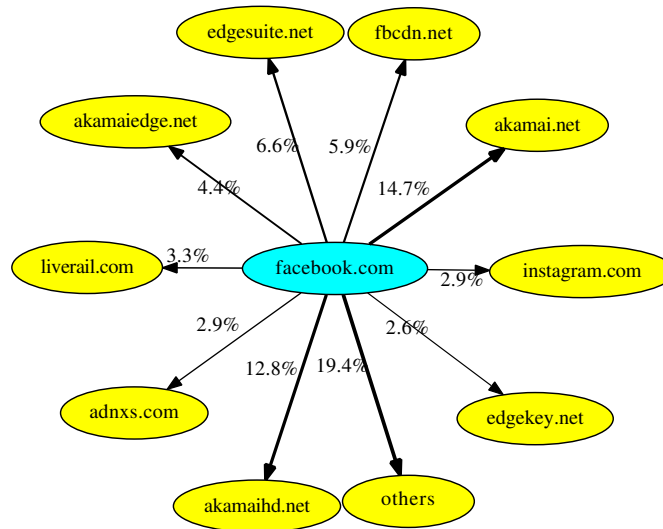 edgesuite.net
fbcdn.net
akamaiedge.net
akamai.net
6.6%
5.9%
4.4%
14.7%
liverail.com
3.3%
facebook.com
2.9%
instagram.com
2.9%
2.6%
12.8%
19.4%
adnxs.com
edgekey.net
akamaihd.net
others